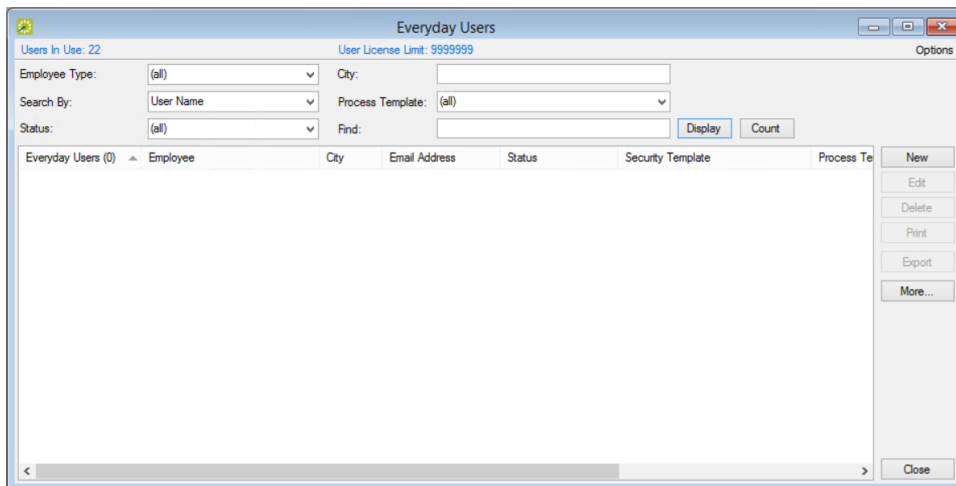 Everyday Users
Users In Use: 22 User License Limit: 9999999 Options
Employee Type: (all) City:
Search By: User Name Process Template: (all)
Status: (all) Find: Display Count
Everyday Users (0) Employee City Email Address Status Security Template Process Te
New
Edit
Delete
Print
Export
More...
Close